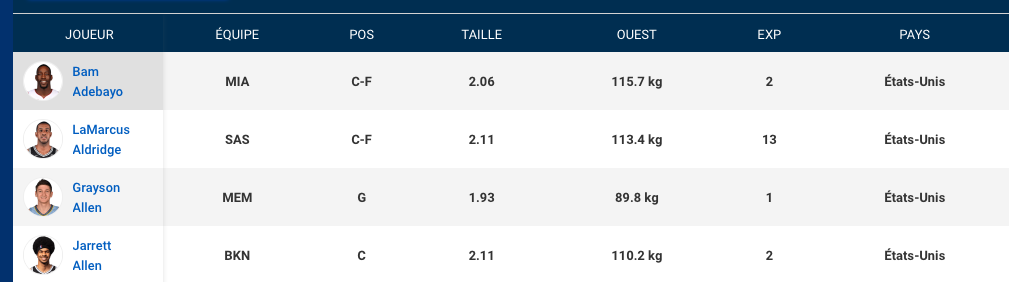 JOUEUR ÉQUIPE POS TAILLE OUEST EXP PAYS
Bam
Adebayo MIA C-F 2.06 115.7 kg 2 États-Unis
LaMarcus
Aldridge SAS C-F 2.11 113.4 kg 13 États-Unis
Grayson
Allen MEM G 1.93 89.8 kg 1 États-Unis
Jarrett
Allen BKN C 2.11 110.2 kg 2 États-Unis